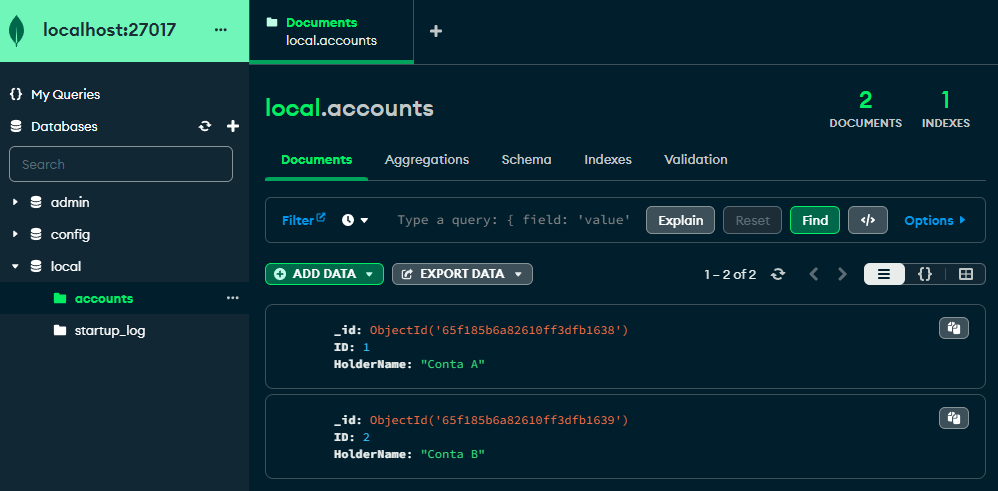 localhost:27017
Documents
local.accounts
My Queries
Databases
Search
admin
config
local
accounts
startup_log
local.accounts
2
DOCUMENTS
1
INDEXES
Documents Aggregations Schema Indexes Validation
Filter Type a query: { field: 'value' Explain Reset Find </> Options
ADD DATA EXPORT DATA 1 – 2 of 2 {}
_id: ObjectId('65f185b6a82610ff3dfb1638')
ID: 1
HolderName: "Conta A"
_id: ObjectId('65f185b6a82610ff3dfb1639')
ID: 2
HolderName: "Conta B"